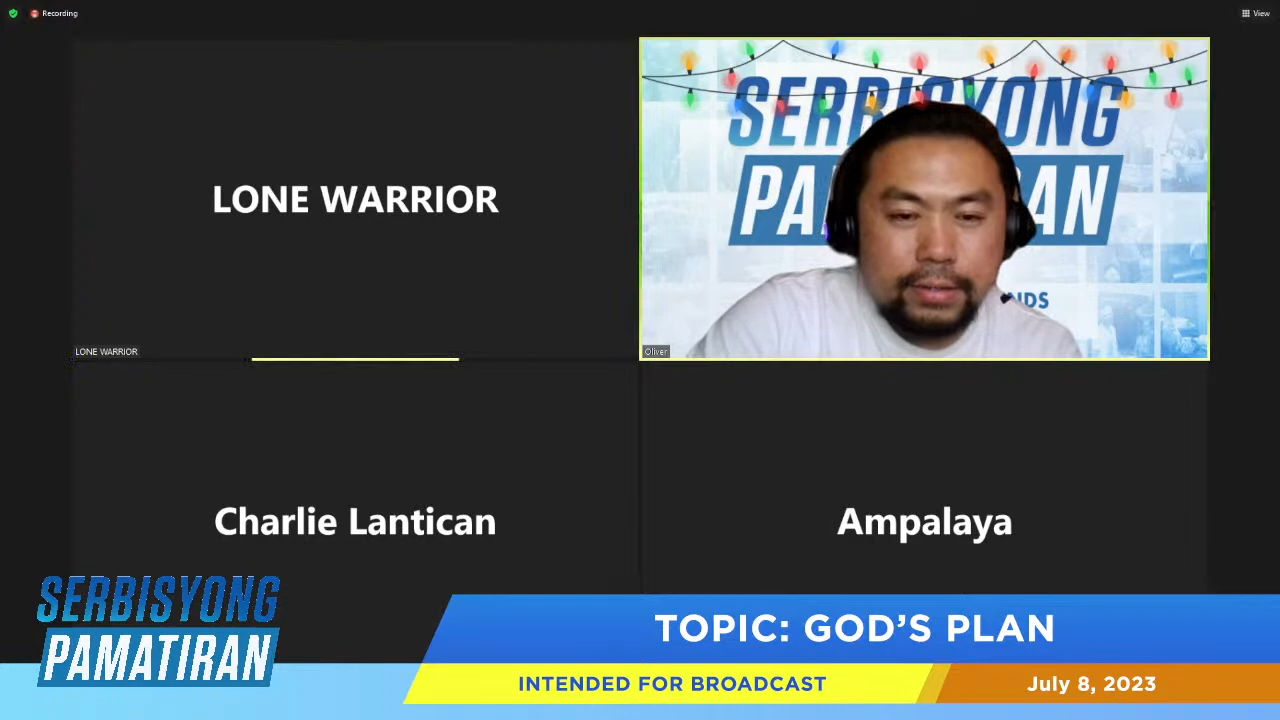 Recording
View
LONE WARRIOR
SERBISYONG
LONE WARRIOR
Oliver
Charlie Lantican
Ampalaya
SERBISYONG
PAMATIRAN
TOPIC: GOD'S PLAN
INTENDED FOR BROADCAST
July 8, 2023